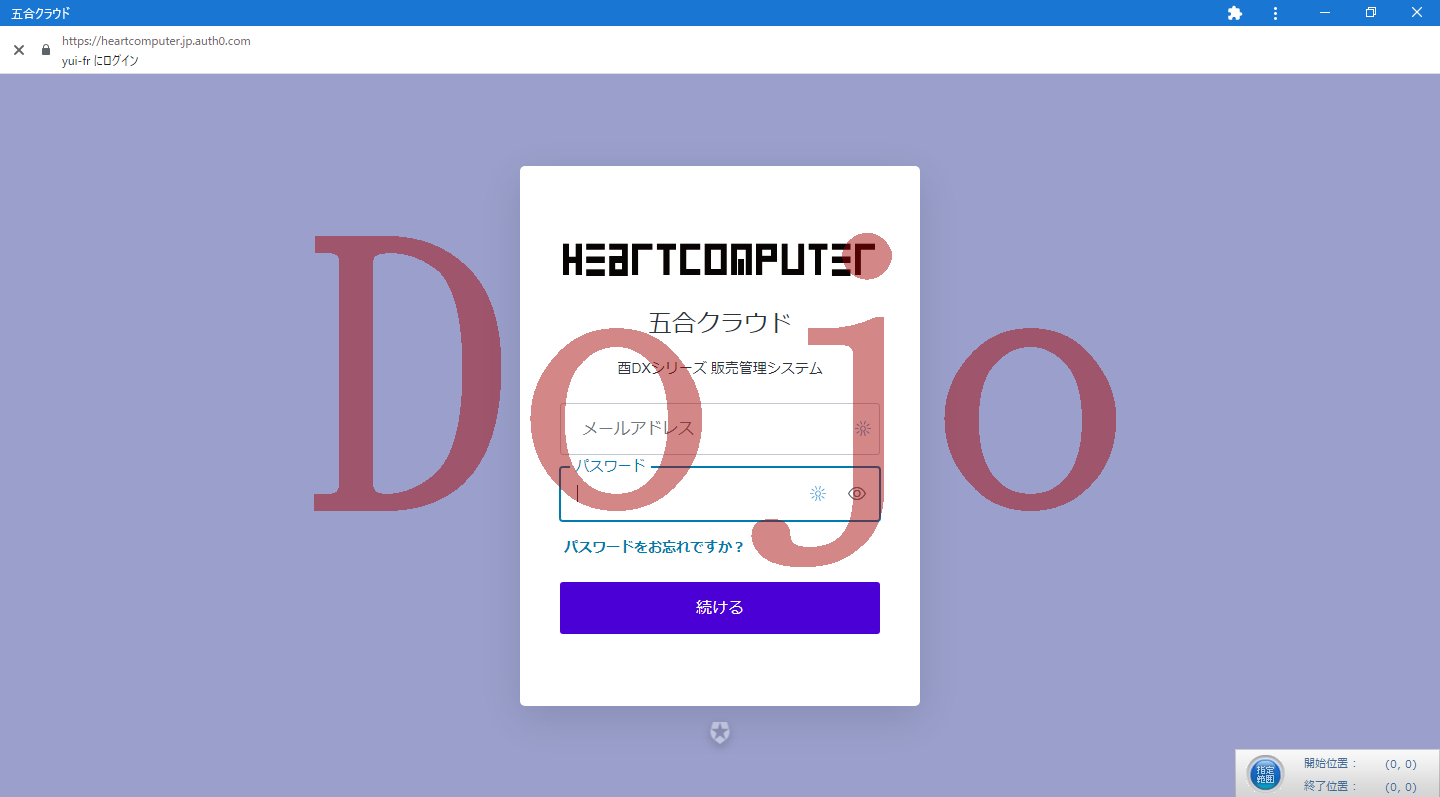 五合クラウド
https://heartcomputer.jp.auth0.com
yui-fr にログイン
HEARTCOMPUTER
五合クラウド
酉DXシリーズ 販売管理システム
メールアドレス
パスワード
パスワードをお忘れですか？
続ける
Dojo
指定範囲
開始位置： (0, 0)
終了位置： (0, 0)